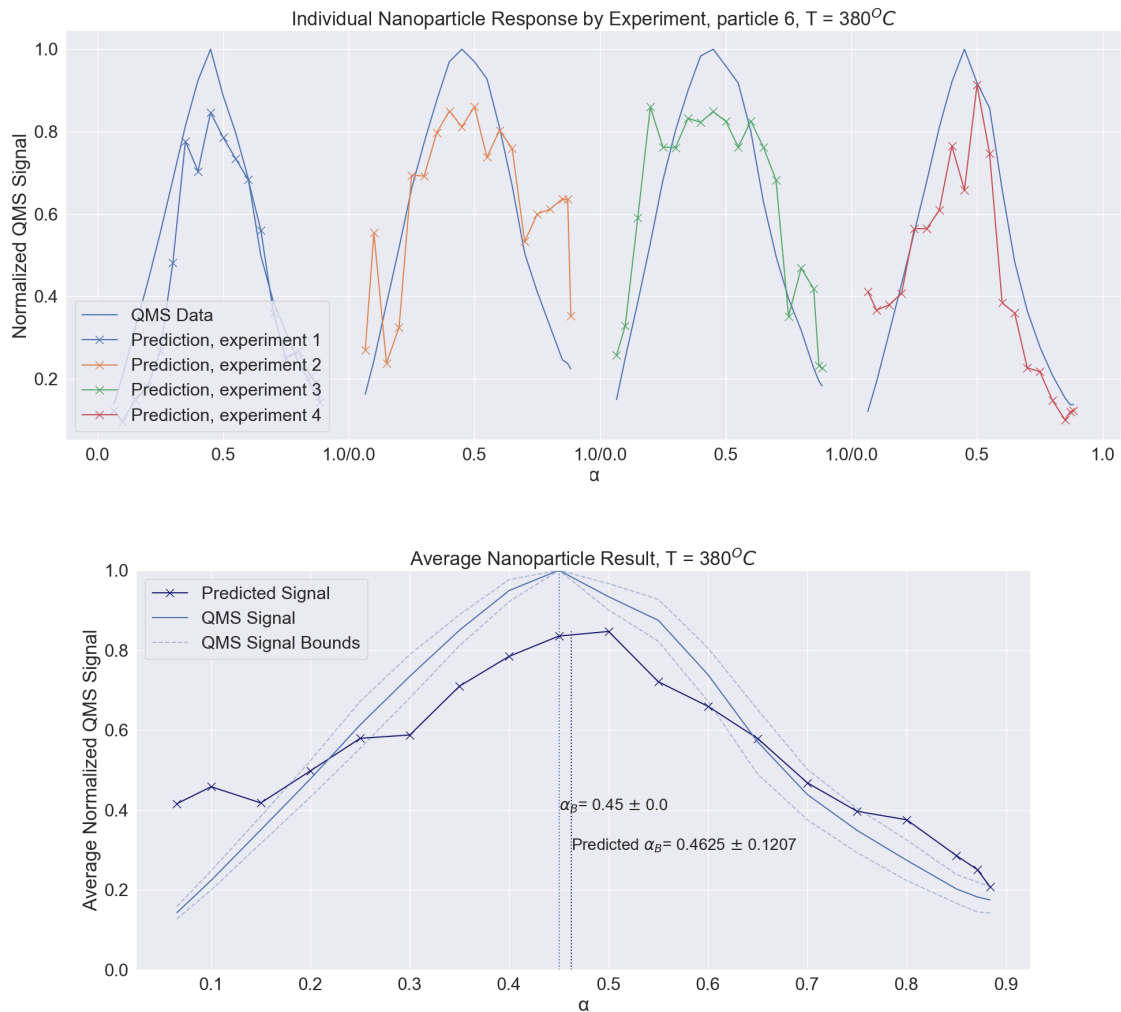 Individual Nanoparticle Response by Experiment, particle 6, T = 380^OC
Normalized QMS Signal
1.0
0.8
0.6
0.4
0.2
QMS Data
Prediction, experiment 1
Prediction, experiment 2
Prediction, experiment 3
Prediction, experiment 4
0.0 0.5 1.0/0.0 0.5 1.0/0.0 0.5 1.0/0.0 0.5 1.0
α
Average Nanoparticle Result, T = 380^OC
Average Normalized QMS Signal
1.0
0.8
0.6
0.4
0.2
0.0
Predicted Signal
QMS Signal
QMS Signal Bounds
α_B= 0.45 ± 0.0
Predicted α_B= 0.4625 ± 0.1207
0.1 0.2 0.3 0.4 0.5 0.6 0.7 0.8 0.9
α